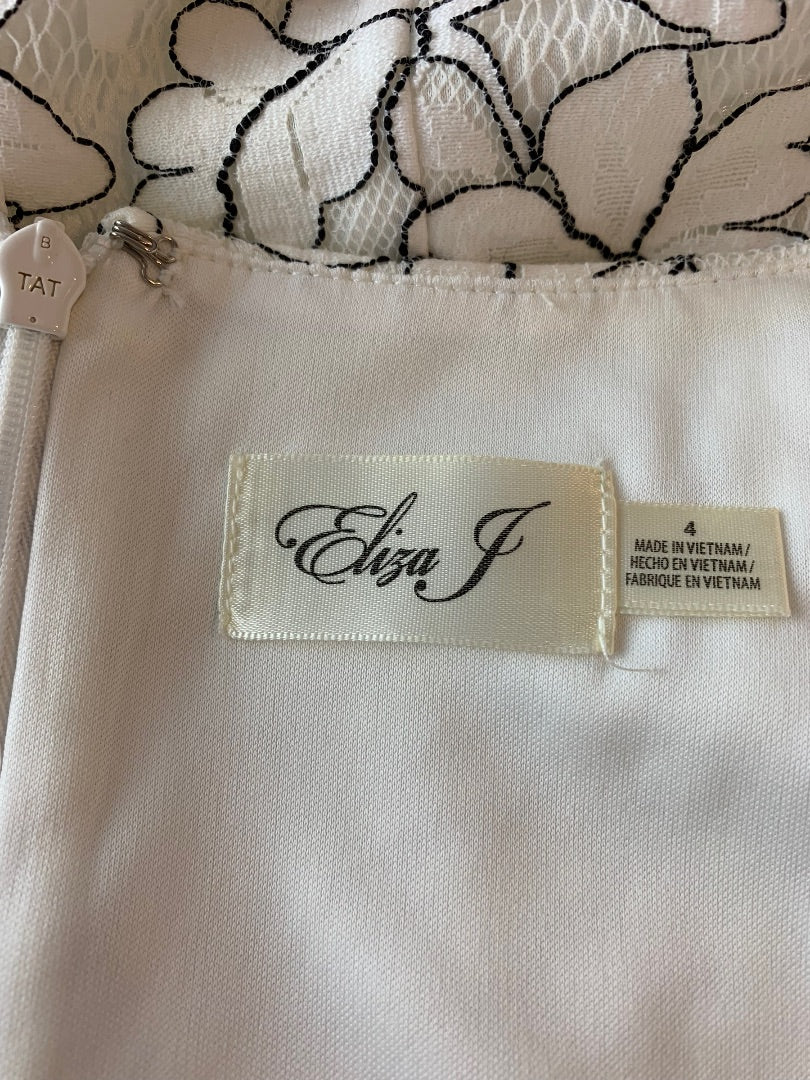 B
TAT
Eliza J
4
MADE IN VIETNAM /
HECHO EN VIETNAM /
FABRIQUE EN VIETNAM